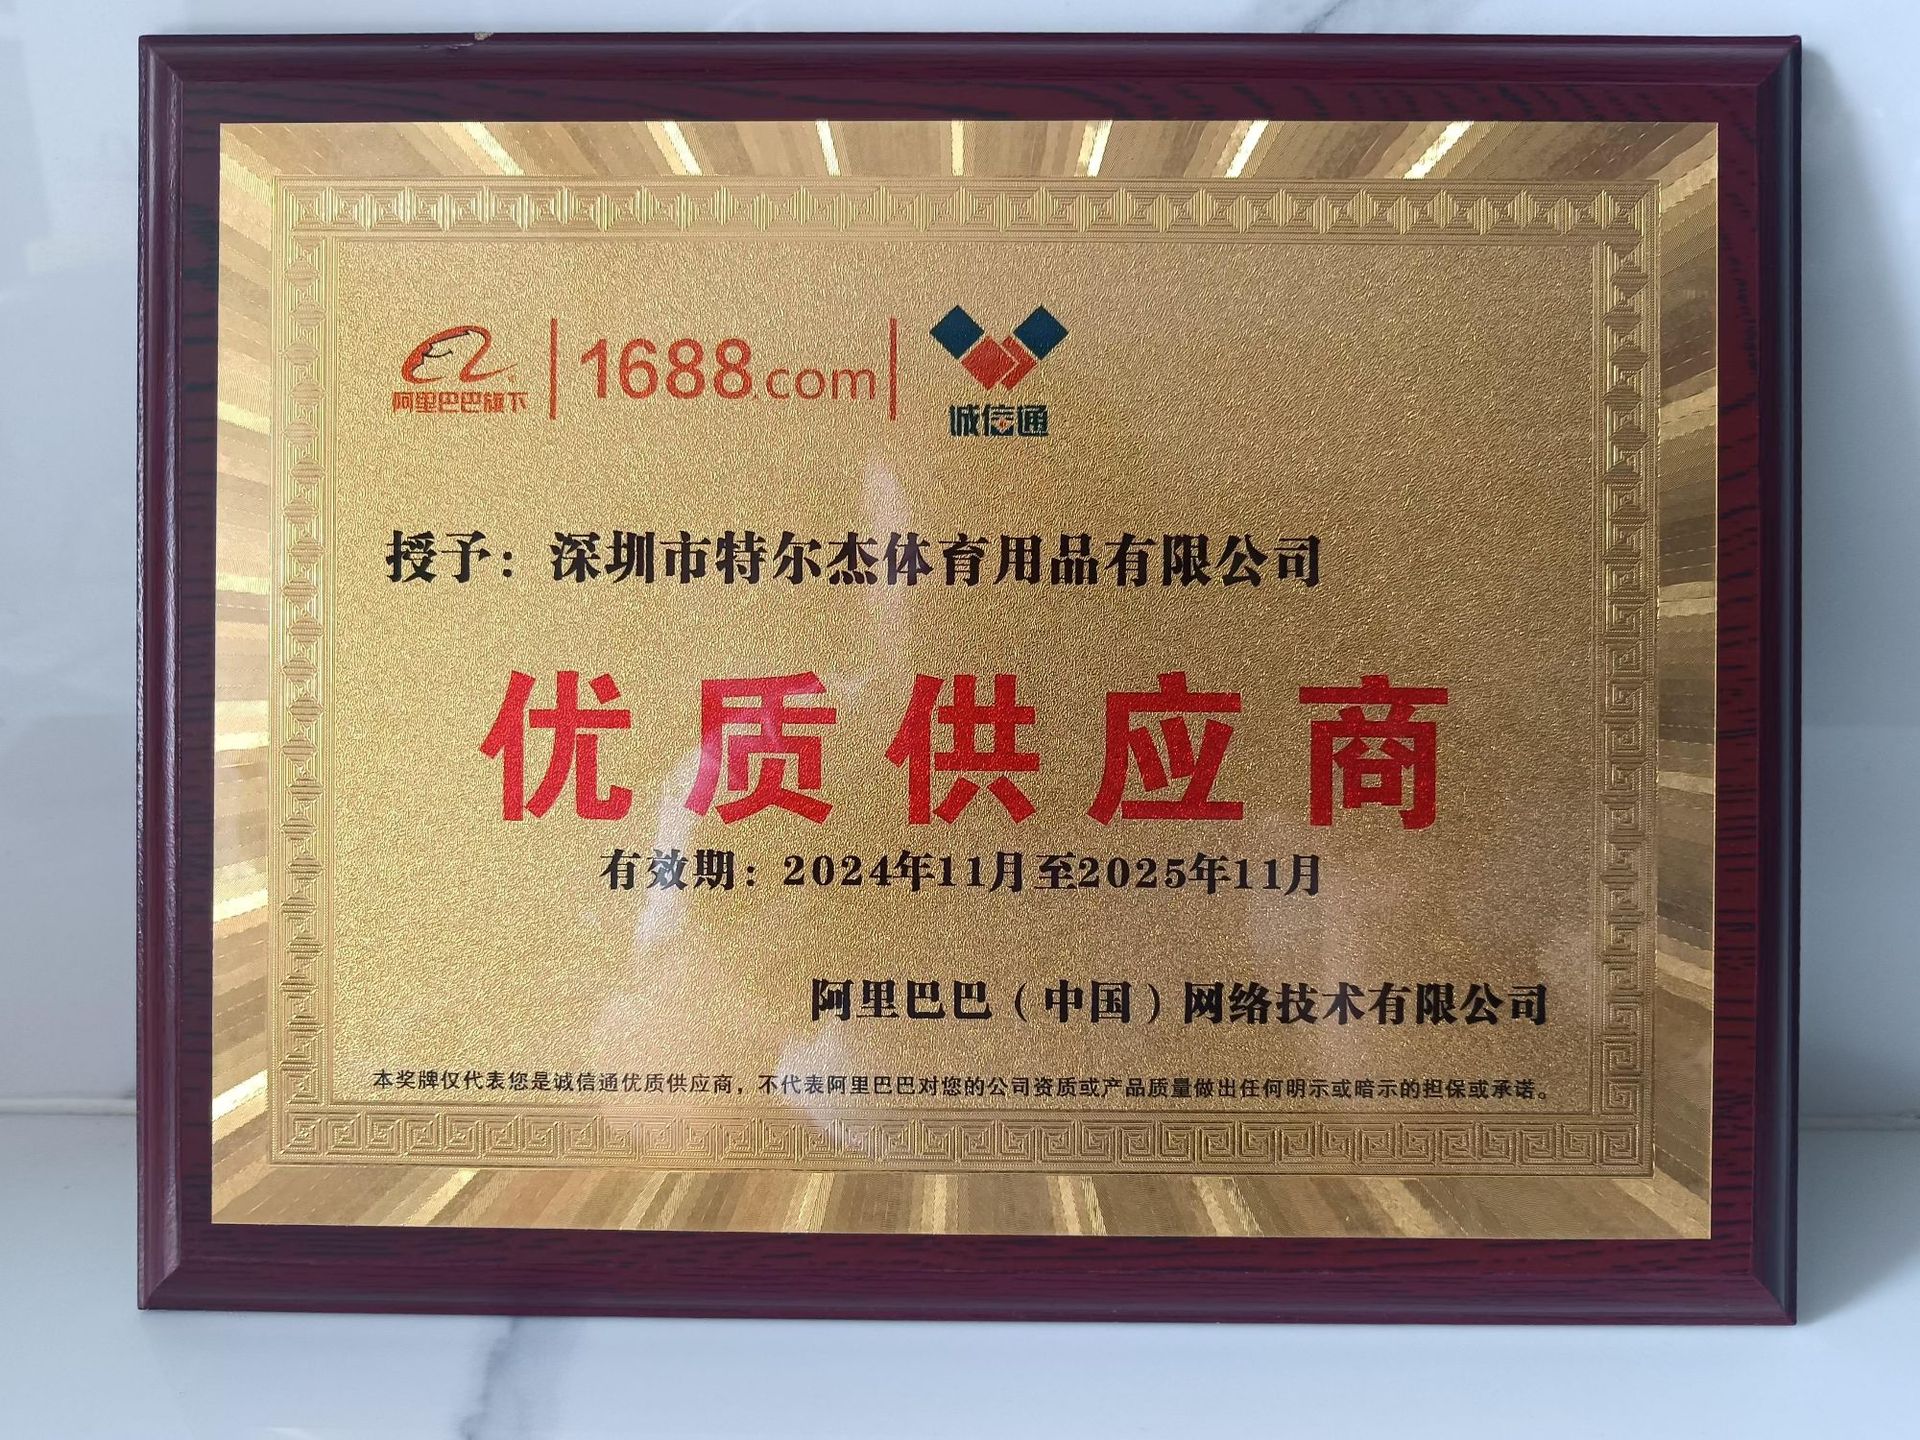 阿里巴巴旗下 1688.com 诚信通
授予：深圳市特尔杰体育用品有限公司
优质供应商
有效期：2024年11月至2025年11月
阿里巴巴（中国）网络技术有限公司
本奖牌仅代表您是诚信通优质供应商，不代表阿里巴巴对您的公司资质或产品质量做出任何明示或暗示的担保或承诺。